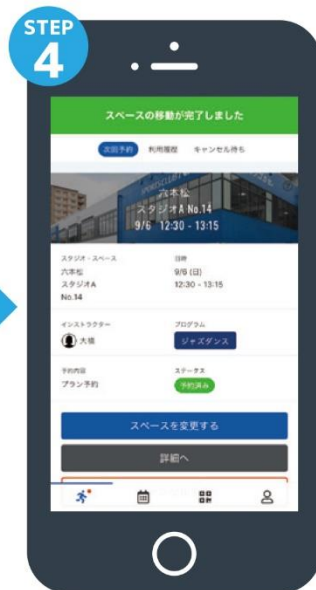 STEP
4
スペースの移動が完了しました
次回予約 利用履歴 キャンセル待ち
六本松
スタジオA No.14
9/6 12:30 - 13:15
スタジオ・スペース
六本松
スタジオA
No.14
日時
9/6 (日)
12:30 - 13:15
インストラクター
大橋
プログラム
ジャズダンス
予約内容
プラン予約
ステータス
予約済み
スペースを変更する
詳細へ